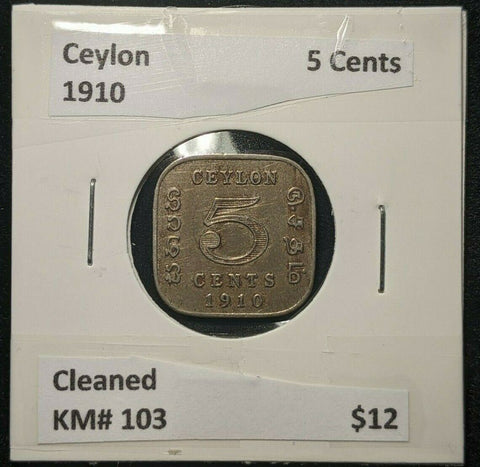 Ceylon 5 Cents
1910
CEYLON
5
CENTS
1910
Cleaned
KM# 103 $12